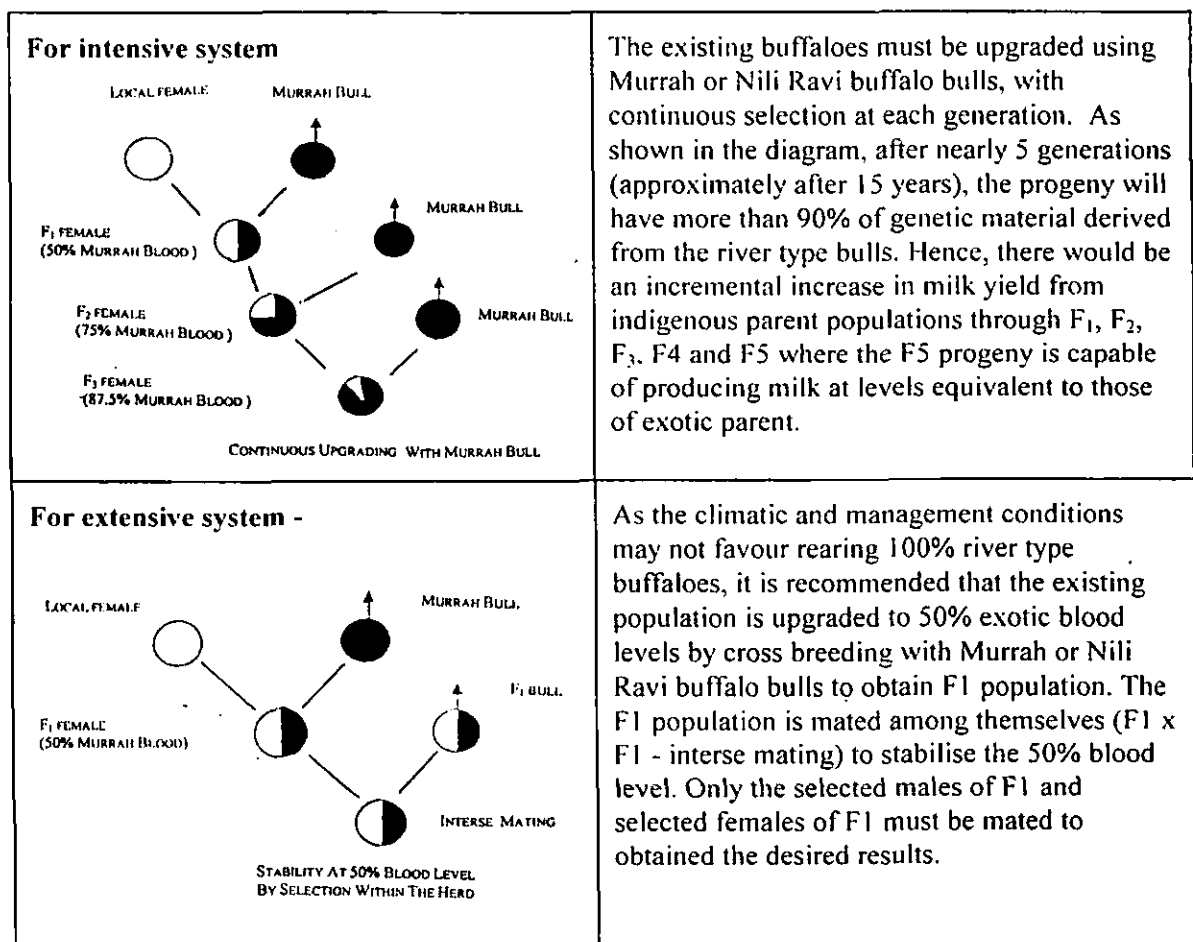 For intensive system
LOCAL FEMALE
MURRAH BULL
MURRAH BULL
F₁ FEMALE
(50% MURRAH BLOOD )
F₂ FEMALE
(75% MURRAH BLOOD )
MURRAH BULL
F₃ FEMALE
(87.5% MURRAH BLOOD )
CONTINUOUS UPGRADING WITH MURRAH BULL
The existing buffaloes must be upgraded using
Murrah or Nili Ravi buffalo bulls, with
continuous selection at each generation. As
shown in the diagram, after nearly 5 generations
(approximately after 15 years), the progeny will
have more than 90% of genetic material derived
from the river type bulls. Hence, there would be
an incremental increase in milk yield from
indigenous parent populations through F₁, F₂,
F₃. F4 and F5 where the F5 progeny is capable
of producing milk at levels equivalent to those
of exotic parent.
For extensive system -
LOCAL FEMALE
MURRAH BULL
F₁ BULL
F₁ FEMALE
(50% MURRAH BLOOD)
INTERSE MATING
STABILITY AT 50% BLOOD LEVEL
BY SELECTION WITHIN THE HERD
As the climatic and management conditions
may not favour rearing 100% river type
buffaloes, it is recommended that the existing
population is upgraded to 50% exotic blood
levels by cross breeding with Murrah or Nili
Ravi buffalo bulls to obtain F1 population. The
F1 population is mated among themselves (F1 x
F1 - interse mating) to stabilise the 50% blood
level. Only the selected males of F1 and
selected females of F1 must be mated to
obtained the desired results.